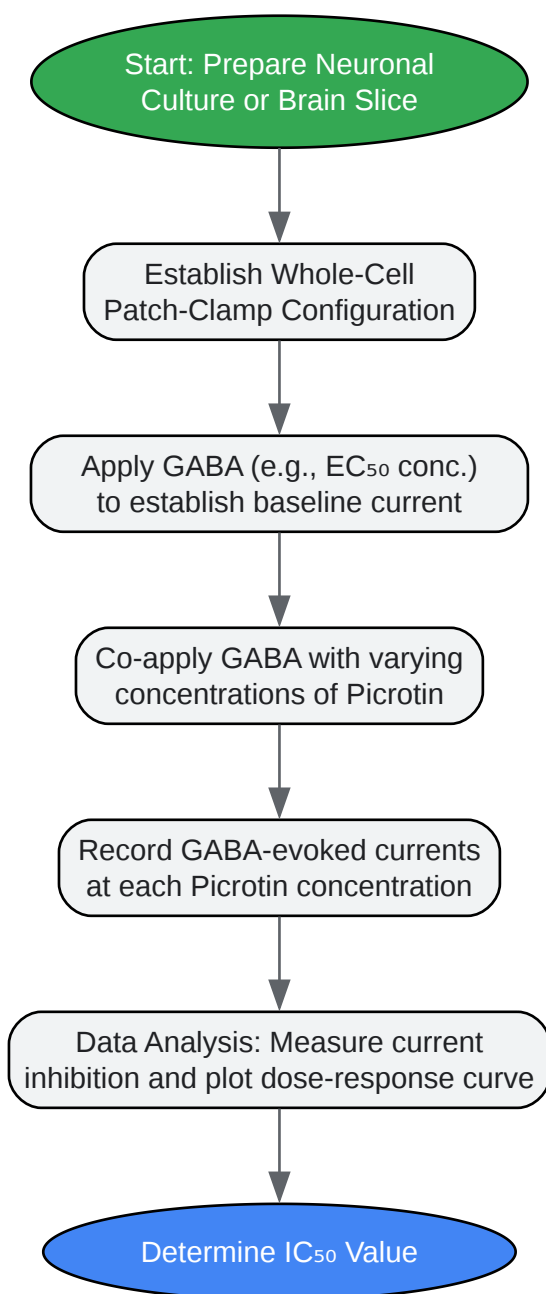 Start: Prepare Neuronal
Culture or Brain Slice
Establish Whole-Cell
Patch-Clamp Configuration
Apply GABA (e.g., EC₅₀ conc.)
to establish baseline current
Co-apply GABA with varying
concentrations of Picrotin
Record GABA-evoked currents
at each Picrotin concentration
Data Analysis: Measure current
inhibition and plot dose-response curve
Determine IC₅₀ Value